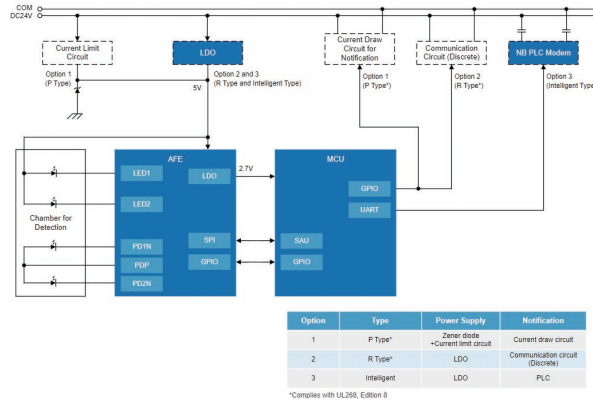 COM
DC24V
Current Limit
Circuit
LDO
Current Draw
Circuit for
Notification
Communication
Circuit (Discrete)
NB PLC Modem
Option 1
(P Type)
Option 2 and 3
(R Type and Intelligent Type)
Option 1
(P Type*)
Option 2
(R Type*)
Option 3
(Intelligent Type)
5V
AFE
MCU
LED1
LDO
2.7V
GPIO
LED2
UART
Chamber for
Detection
PD1N
SPI
SAU
PDP
GPIO
GPIO
PD2N
Option Type Power Supply Notification
1 P Type* Zener diode
+Current limit circuit Current draw circuit
2 R Type* LDO Communication circuit
(Discrete)
3 Intelligent LDO PLC
*Complies with UL268, Edition 8